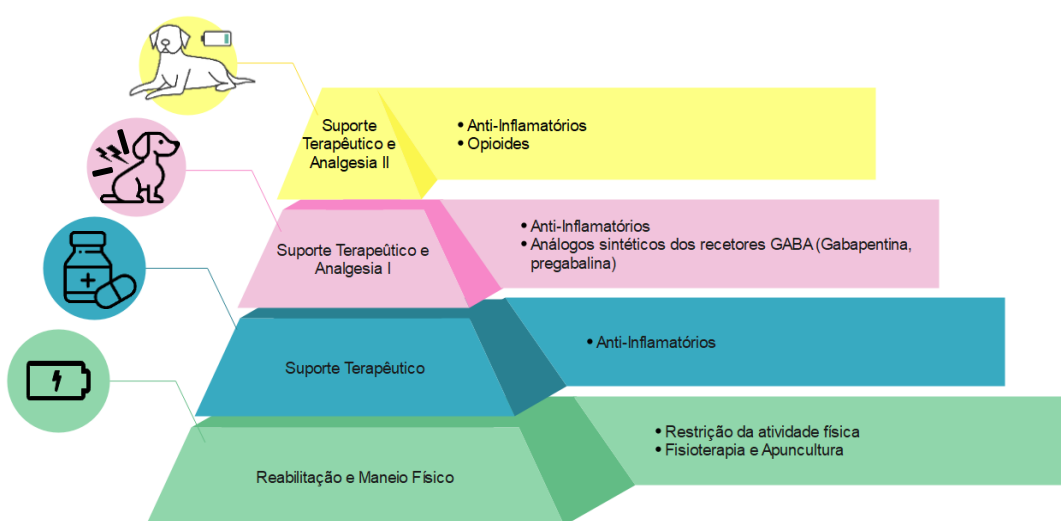 Suporte
Terapêutico e
Analgesia II
• Anti-Inflamatórios
• Opioides
Suporte Terapeûtico e
Analgesia I
• Anti-Inflamatórios
• Análogos sintéticos dos recetores GABA (Gabapentina,
pregabalina)
Suporte Terapêutico
• Anti-Inflamatórios
Reabilitação e Maneio Físico
• Restrição da atividade física
• Fisioterapia e Apuncultura